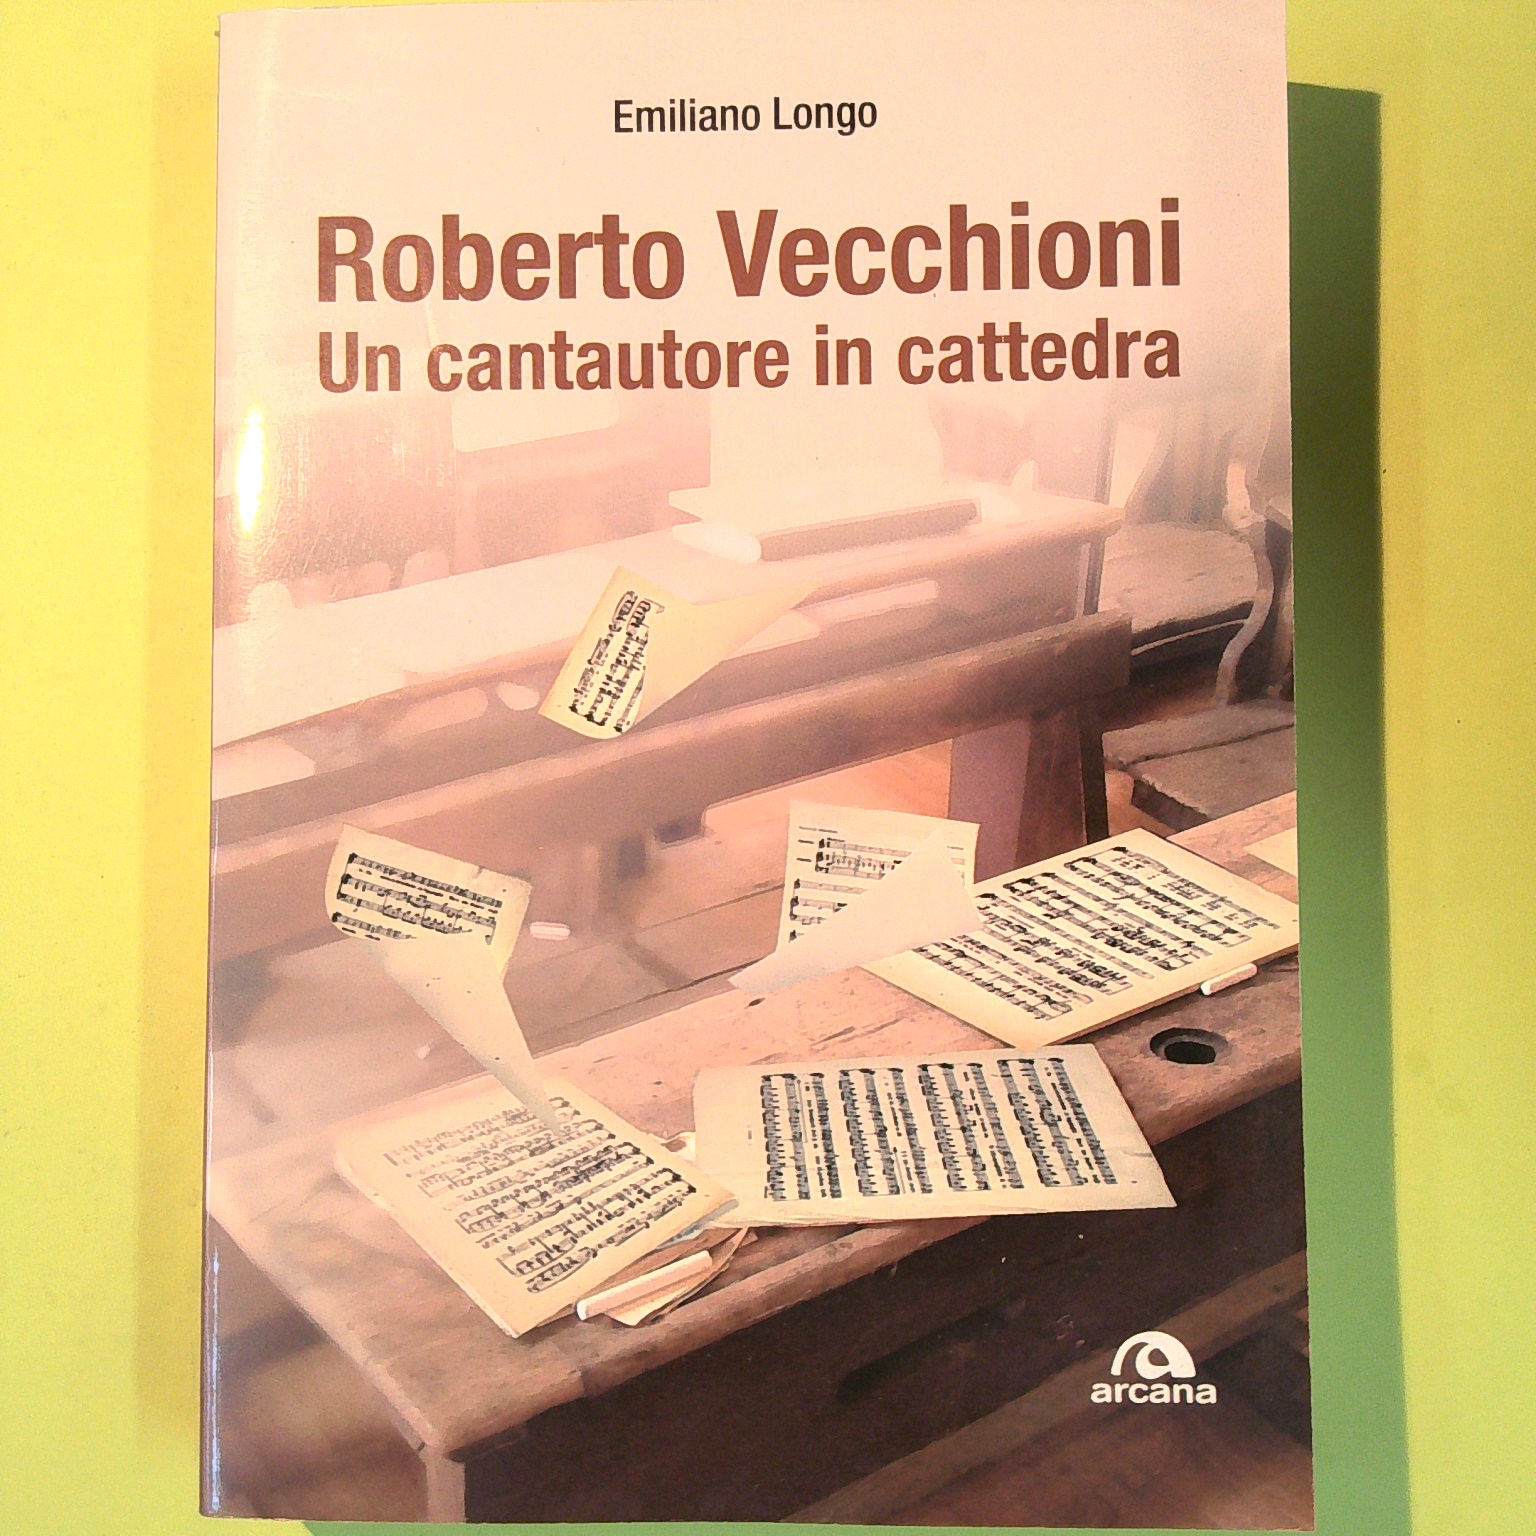 Emiliano Longo
Roberto Vecchioni
Un cantautore in cattedra
arcana